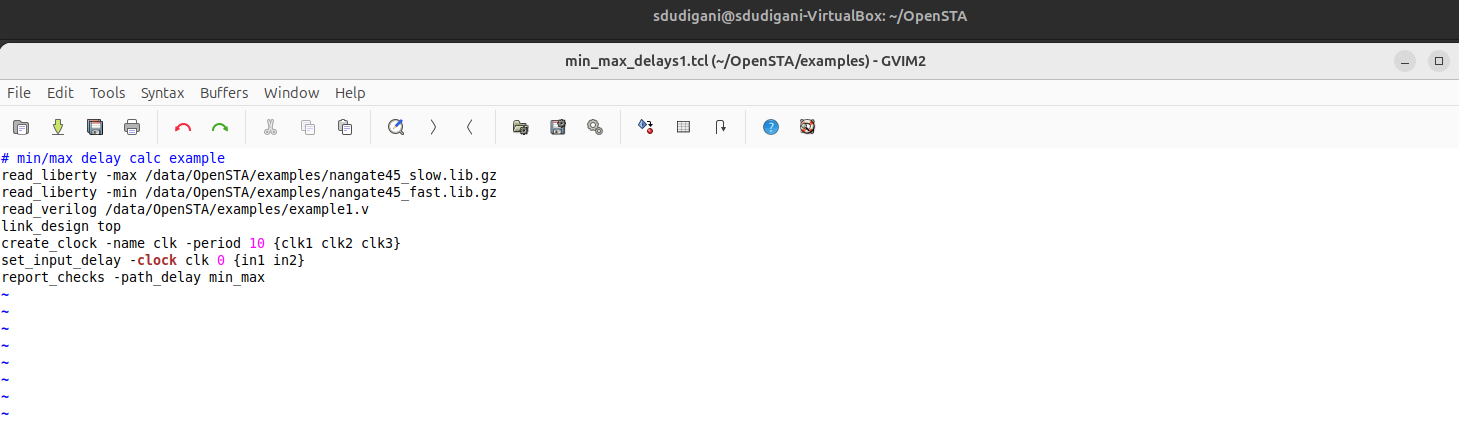 sdudigani@sdudigani-VirtualBox: ~/OpenSTA
min_max_delays1.tcl (~/OpenSTA/examples) - GVIM2
File Edit Tools Syntax Buffers Window Help
# min/max delay calc example
read_liberty -max /data/OpenSTA/examples/nangate45_slow.lib.gz
read_liberty -min /data/OpenSTA/examples/nangate45_fast.lib.gz
read_verilog /data/OpenSTA/examples/example1.v
link_design top
create_clock -name clk -period 10 {clk1 clk2 clk3}
set_input_delay -clock clk 0 {in1 in2}
report_checks -path_delay min_max
~
~
~
~
~
~
~
~